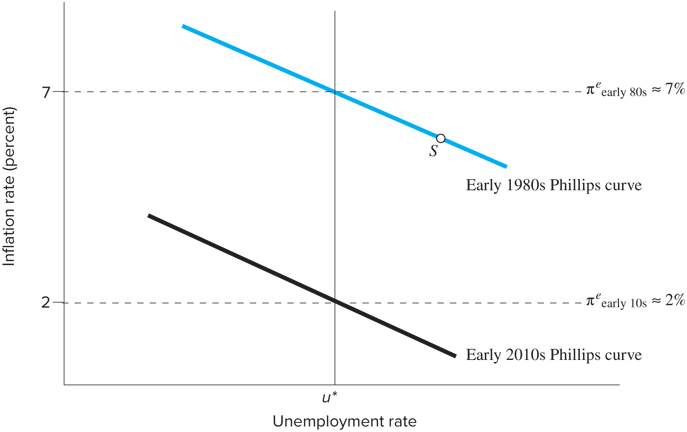 Inflation rate (percent)
7
π^e early 80s ≈ 7%
S
Early 1980s Phillips curve
2
π^e early 10s ≈ 2%
Early 2010s Phillips curve
u*
Unemployment rate